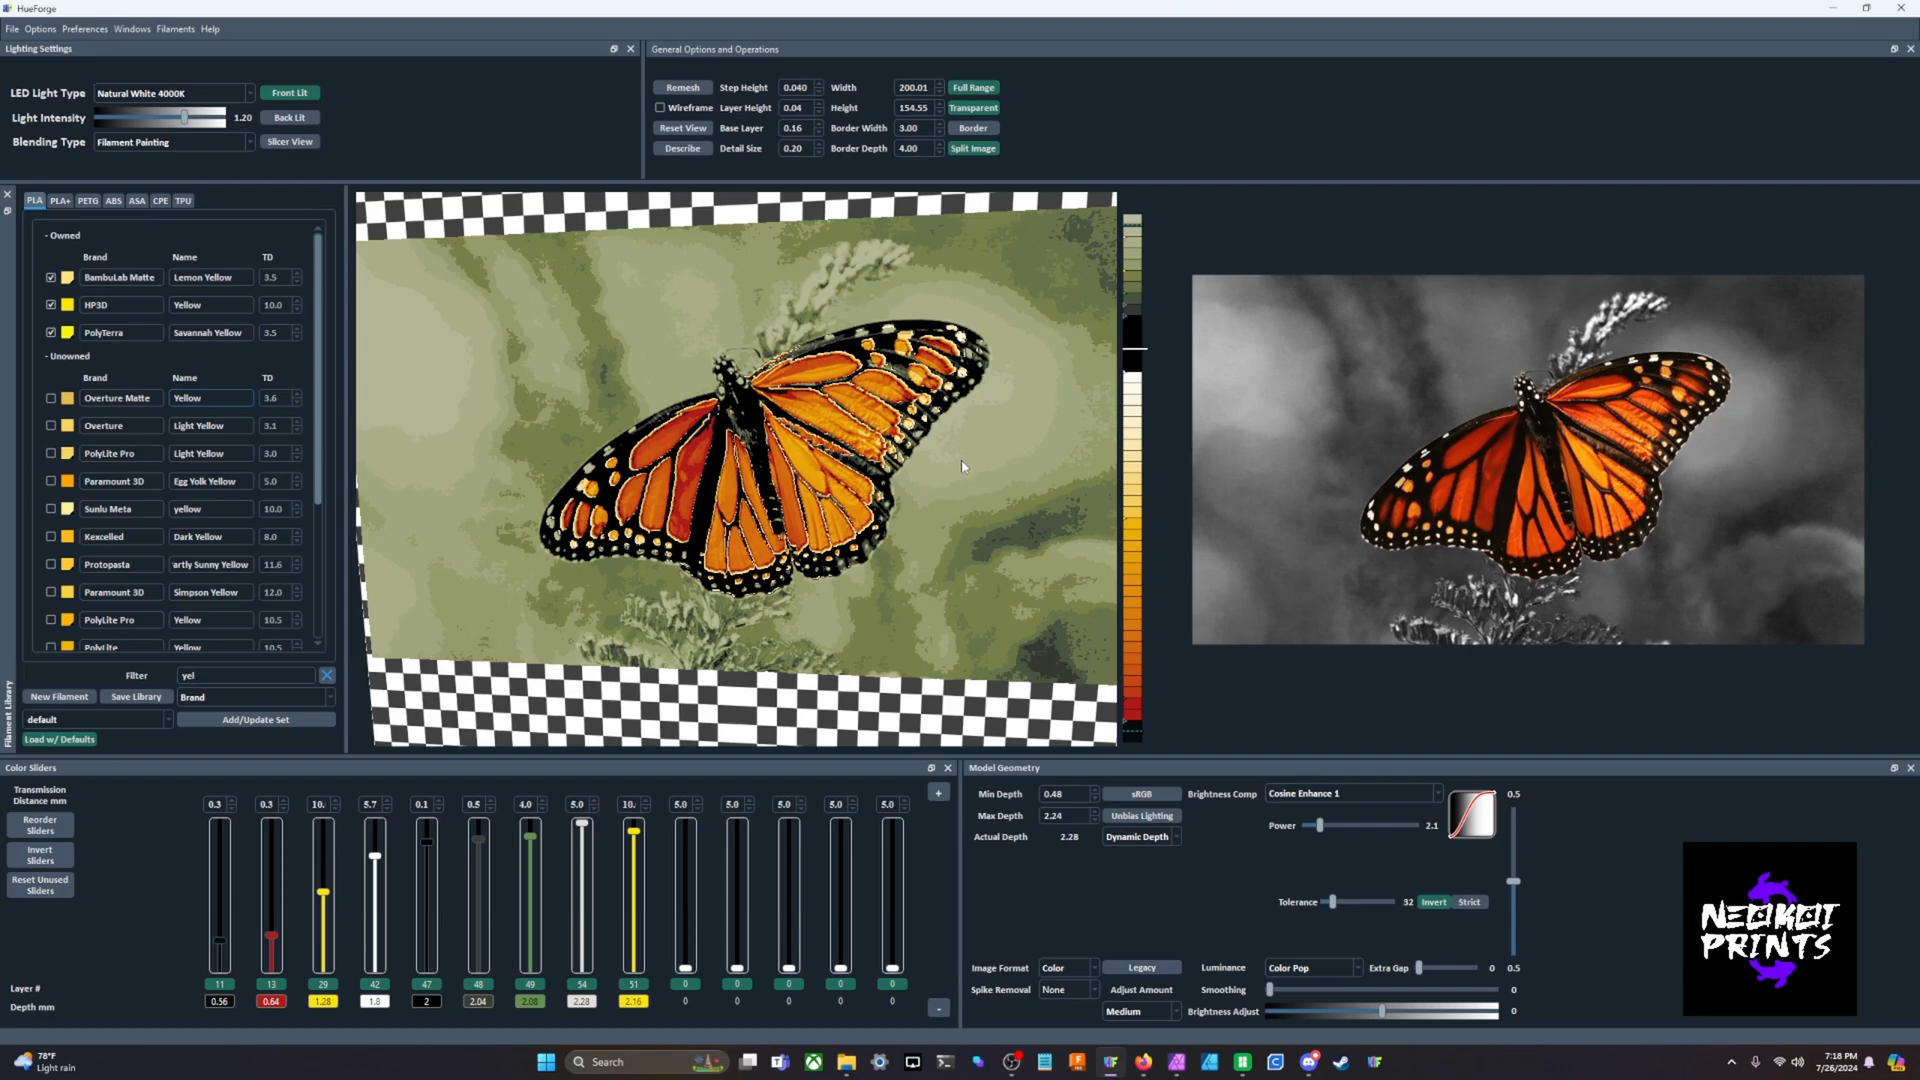 HueForge
File Options Preferences Windows Filaments Help
Lighting Settings
LED Light Type Natural White 4000K Front Lit
Light Intensity 1.20 Back Lit
Blending Type Filament Painting Slicer View
General Options and Operations
Remesh Step Height 0.040 Width 200.01 Full Range
Wireframe Layer Height 0.04 Height 154.55 Transparent
Reset View Base Layer 0.16 Border Width 3.00 Border
Describe Detail Size 0.20 Border Depth 4.00 Split Image
Filament Library
PLA PLA+ PETG ABS ASA CPE TPU
- Owned
Brand Name TD
BambuLab Matte Lemon Yellow 3.5
HP3D Yellow 10.0
PolyTerra Savannah Yellow 3.5
- Unowned
Brand Name TD
Overture Matte Yellow 3.6
Overture Light Yellow 3.1
PolyLite Pro Light Yellow 3.0
Paramount 3D Egg Yolk Yellow 5.0
Sunlu Meta yellow 10.0
Kexcelled Dark Yellow 8.0
Protopasta artly Sunny Yellow 11.6
Paramount 3D Simpson Yellow 12.0
PolyLite Pro Yellow 10.5
PolyLite Yellow 10.5
Filter yel
New Filament Save Library Brand
default Add/Update Set
Load w/ Defaults
Color Sliders
Transmission
Distance mm
0.3 0.3 10. 5.7 0.1 0.5 4.0 5.0 10. 5.0 5.0 5.0 5.0 5.0 +
Reorder
Sliders
Invert
Sliders
Reset Unused
Sliders
Layer # 11 13 29 42 47 48 49 54 51 0 0 0 0 0
Depth mm 0.56 0.64 1.28 1.8 2 2.04 2.08 2.28 2.16 0 0 0 0 0 -
Model Geometry
Min Depth 0.48 sRGB Brightness Comp Cosine Enhance 1 0.5
Max Depth 2.24 Unbias Lighting Power 2.1
Actual Depth 2.28 Dynamic Depth
Tolerance 32 Invert Strict
Image Format Color Legacy Luminance Color Pop Extra Gap 0 0.5
Spike Removal None Adjust Amount Smoothing 0
Medium Brightness Adjust 0
NEOKOI
PRINTS
78°F
Light rain
Search
7:18 PM
7/26/2024